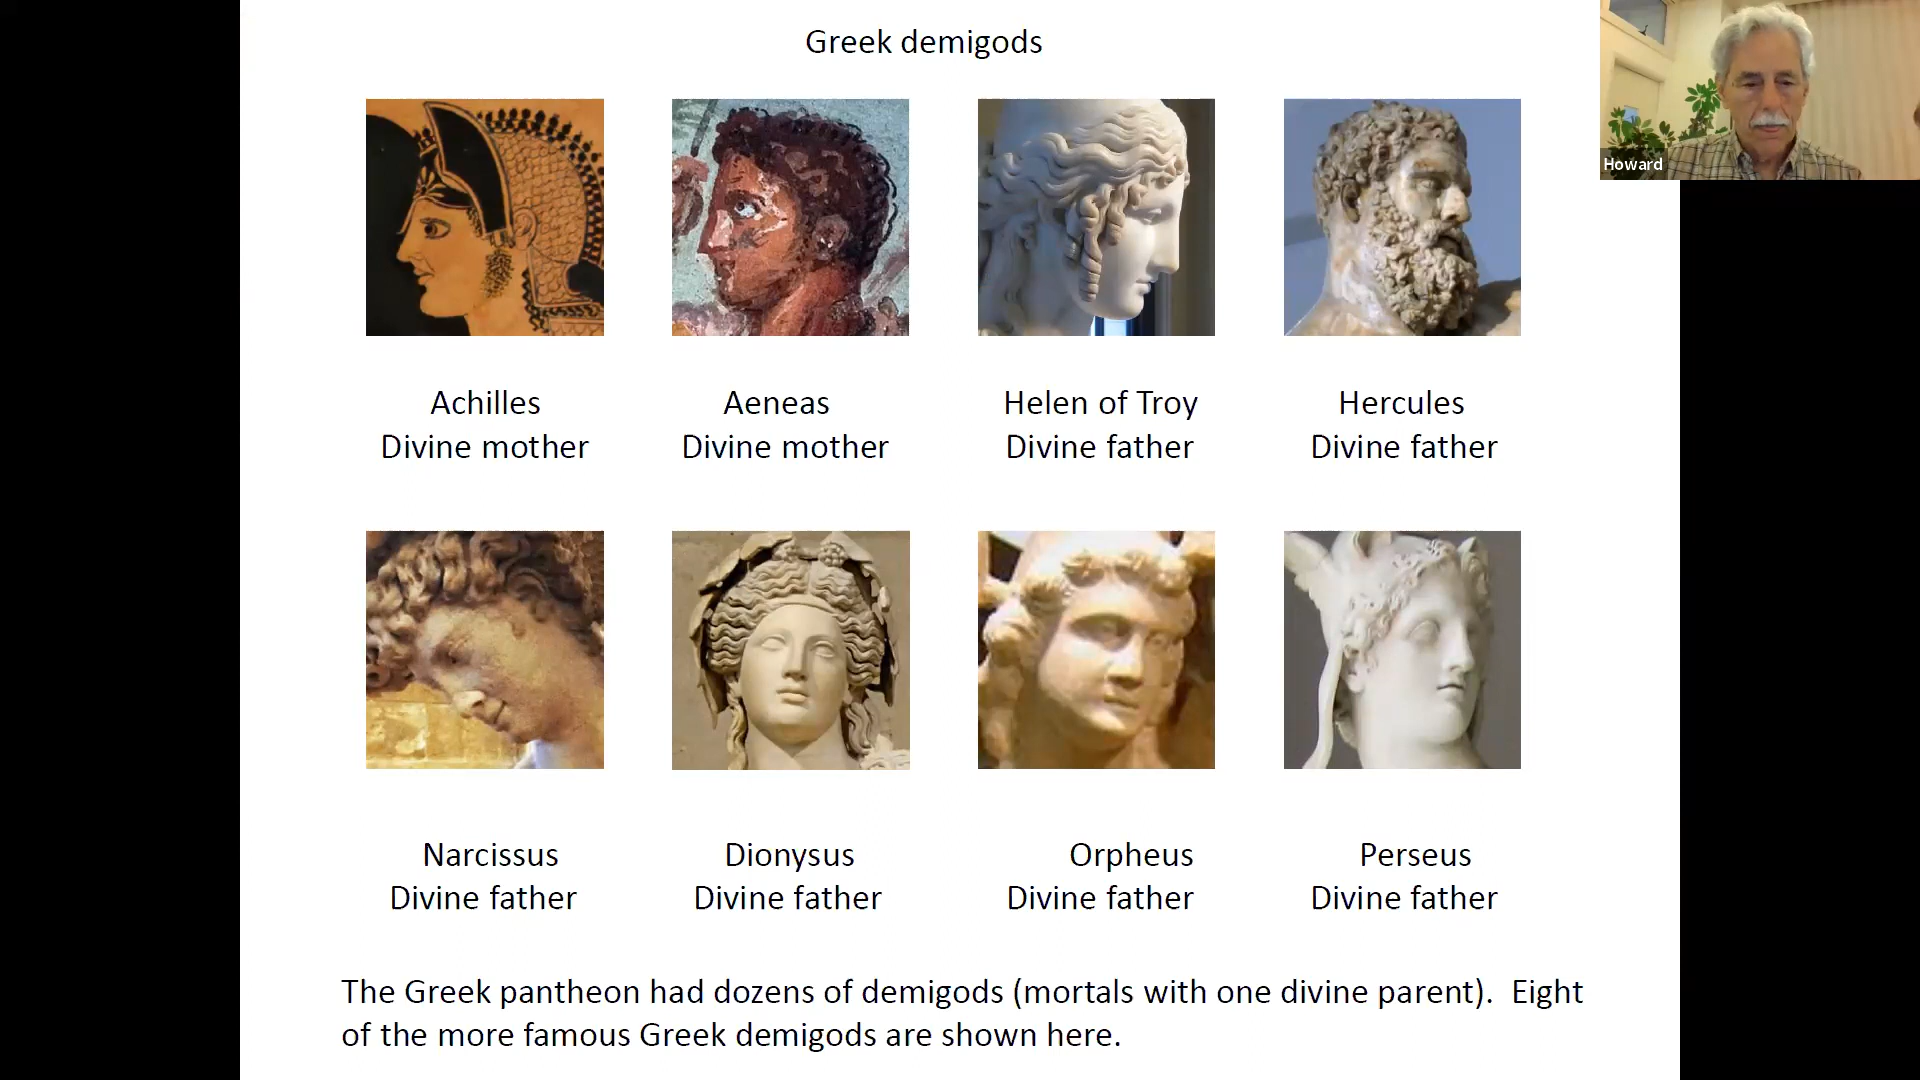 Greek demigods
Howard
Achilles
Divine mother
Aeneas
Divine mother
Helen of Troy
Divine father
Hercules
Divine father
Narcissus
Divine father
Dionysus
Divine father
Orpheus
Divine father
Perseus
Divine father
The Greek pantheon had dozens of demigods (mortals with one divine parent).  Eight
of the more famous Greek demigods are shown here.